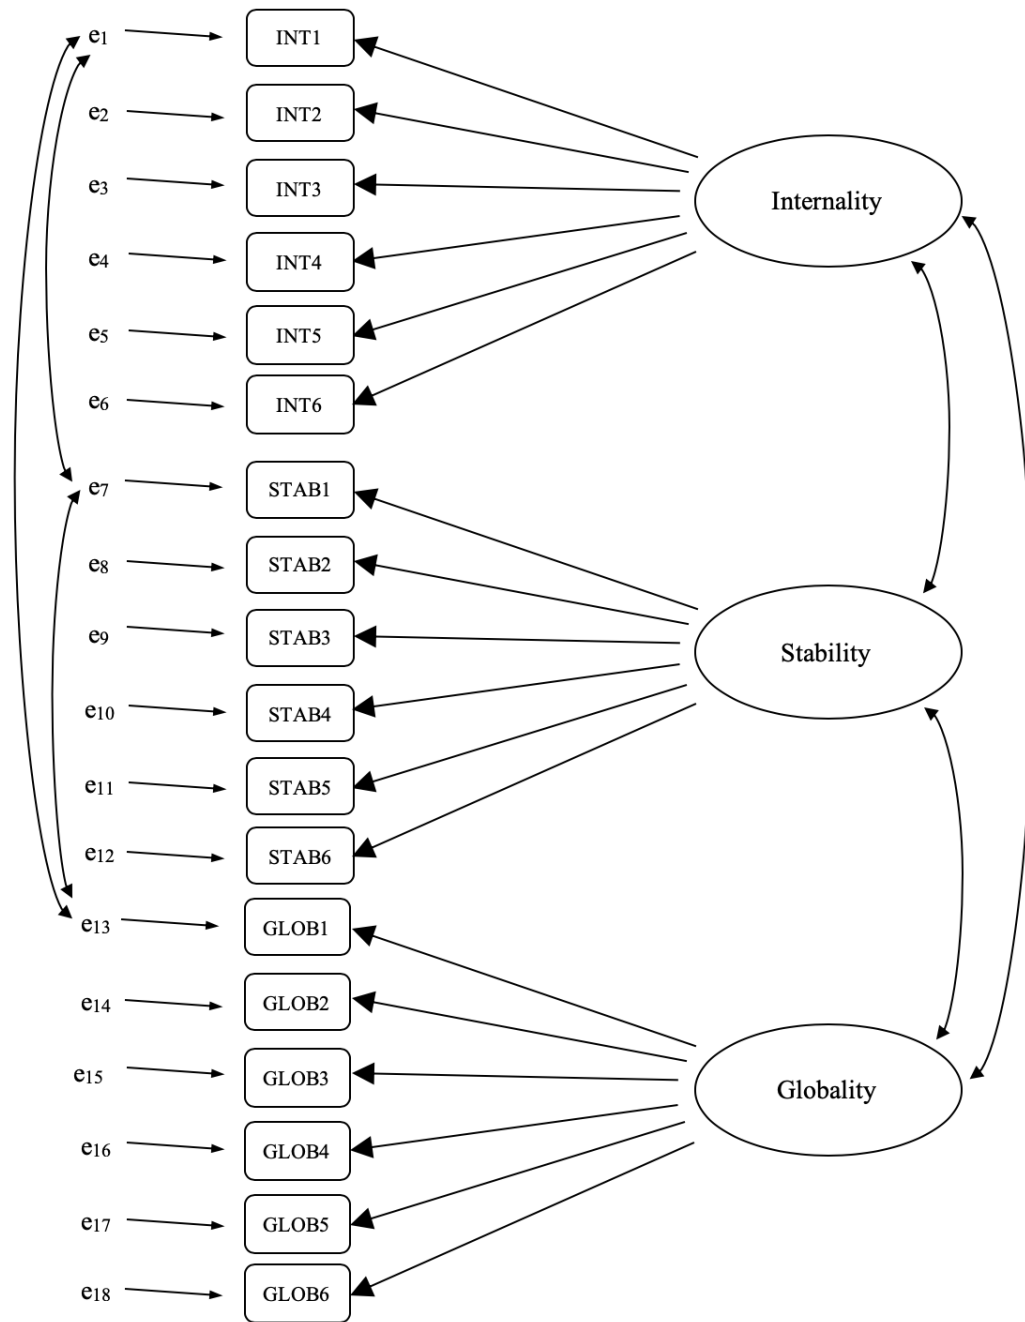 e1 INT1
e2 INT2
e3 INT3
Internality
e4 INT4
e5 INT5
e6 INT6
e7 STAB1
e8 STAB2
e9 STAB3
Stability
e10 STAB4
e11 STAB5
e12 STAB6
e13 GLOB1
e14 GLOB2
e15 GLOB3
Globality
e16 GLOB4
e17 GLOB5
e18 GLOB6